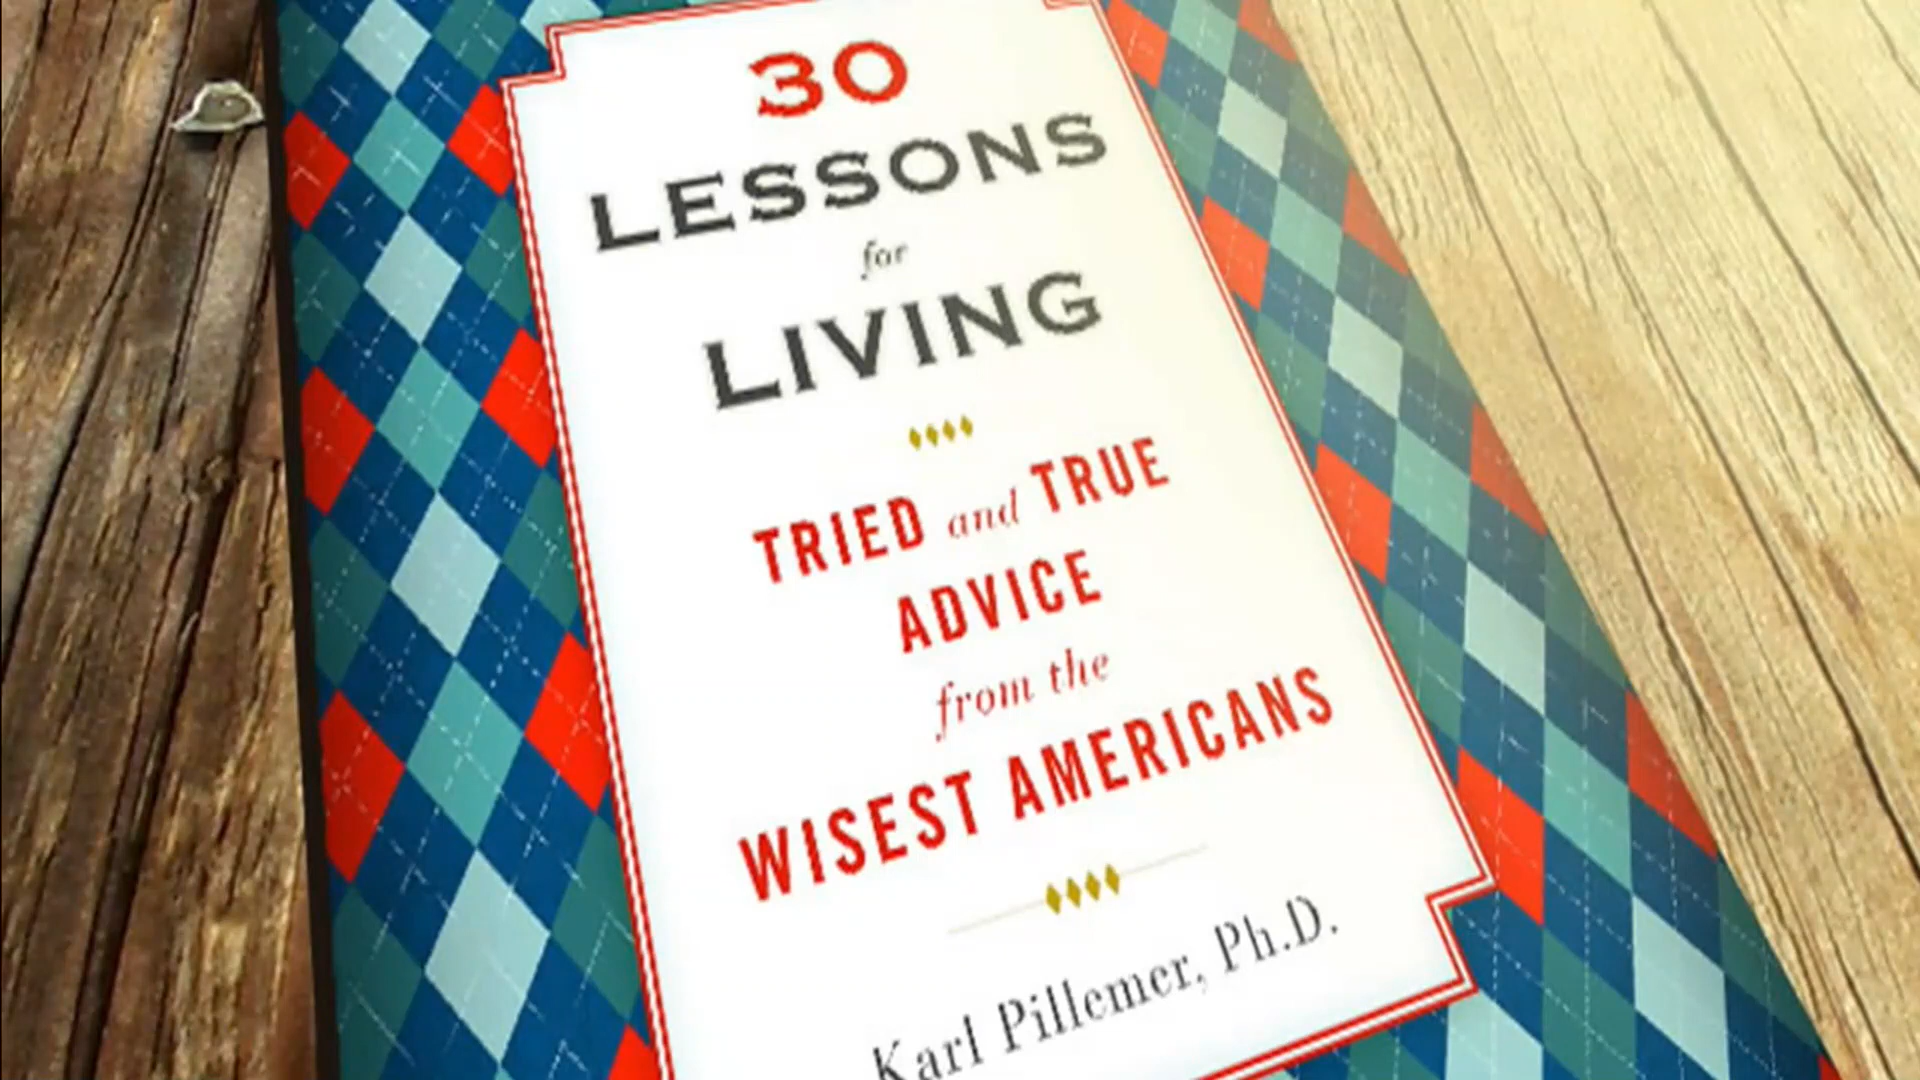 30
LESSONS
for
LIVING
TRIED and TRUE
ADVICE
from the
WISEST AMERICANS
Karl Pillemer, Ph.D.